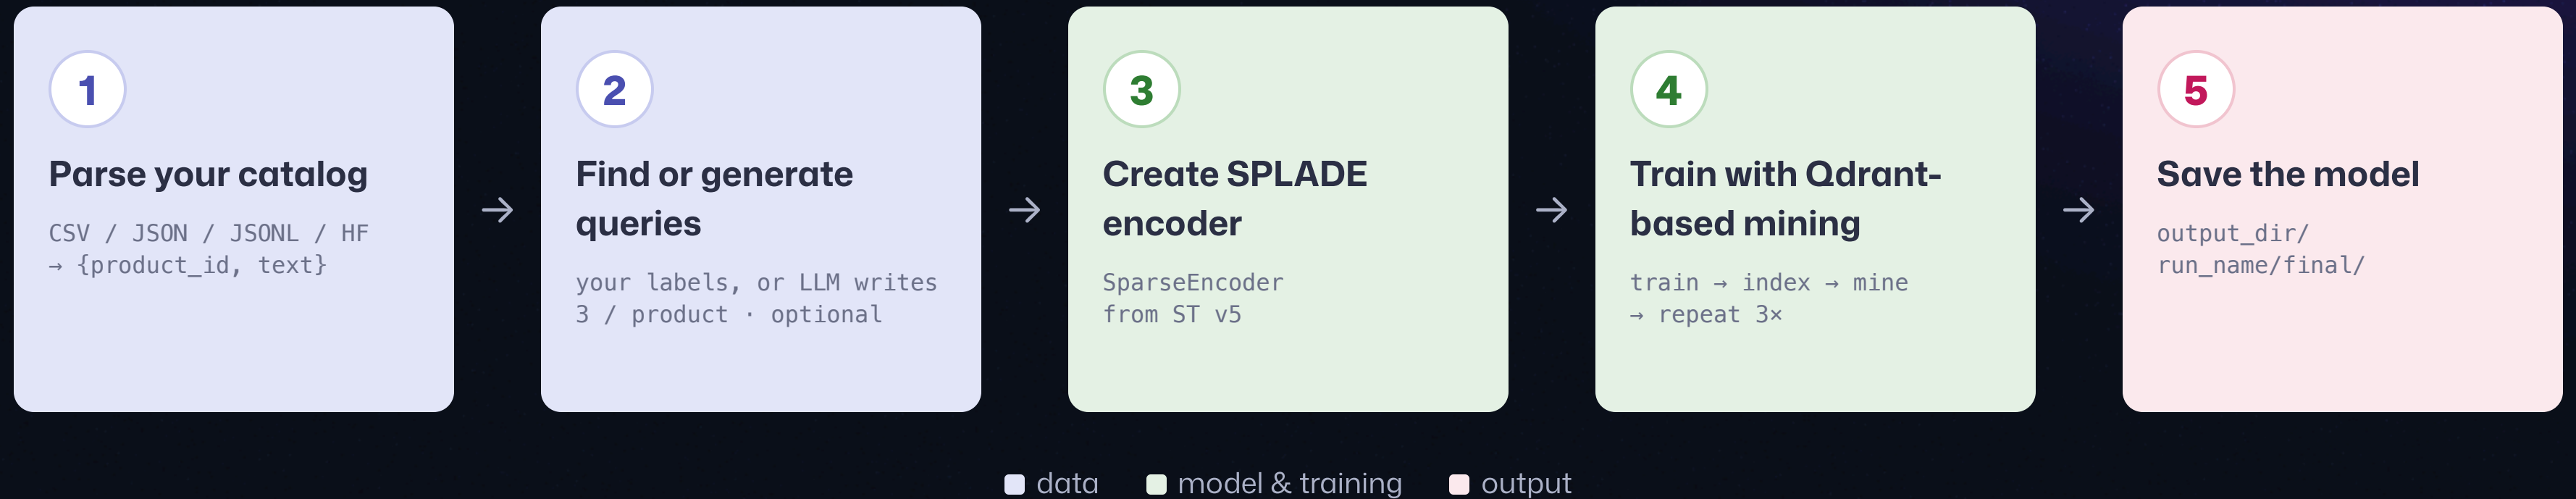 1
Parse your catalog
CSV / JSON / JSONL / HF
→ {product_id, text}
2
Find or generate
queries
your labels, or LLM writes
3 / product · optional
3
Create SPLADE
encoder
SparseEncoder
from ST v5
4
Train with Qdrant-
based mining
train → index → mine
→ repeat 3×
5
Save the model
output_dir/
run_name/final/
data
model & training
output